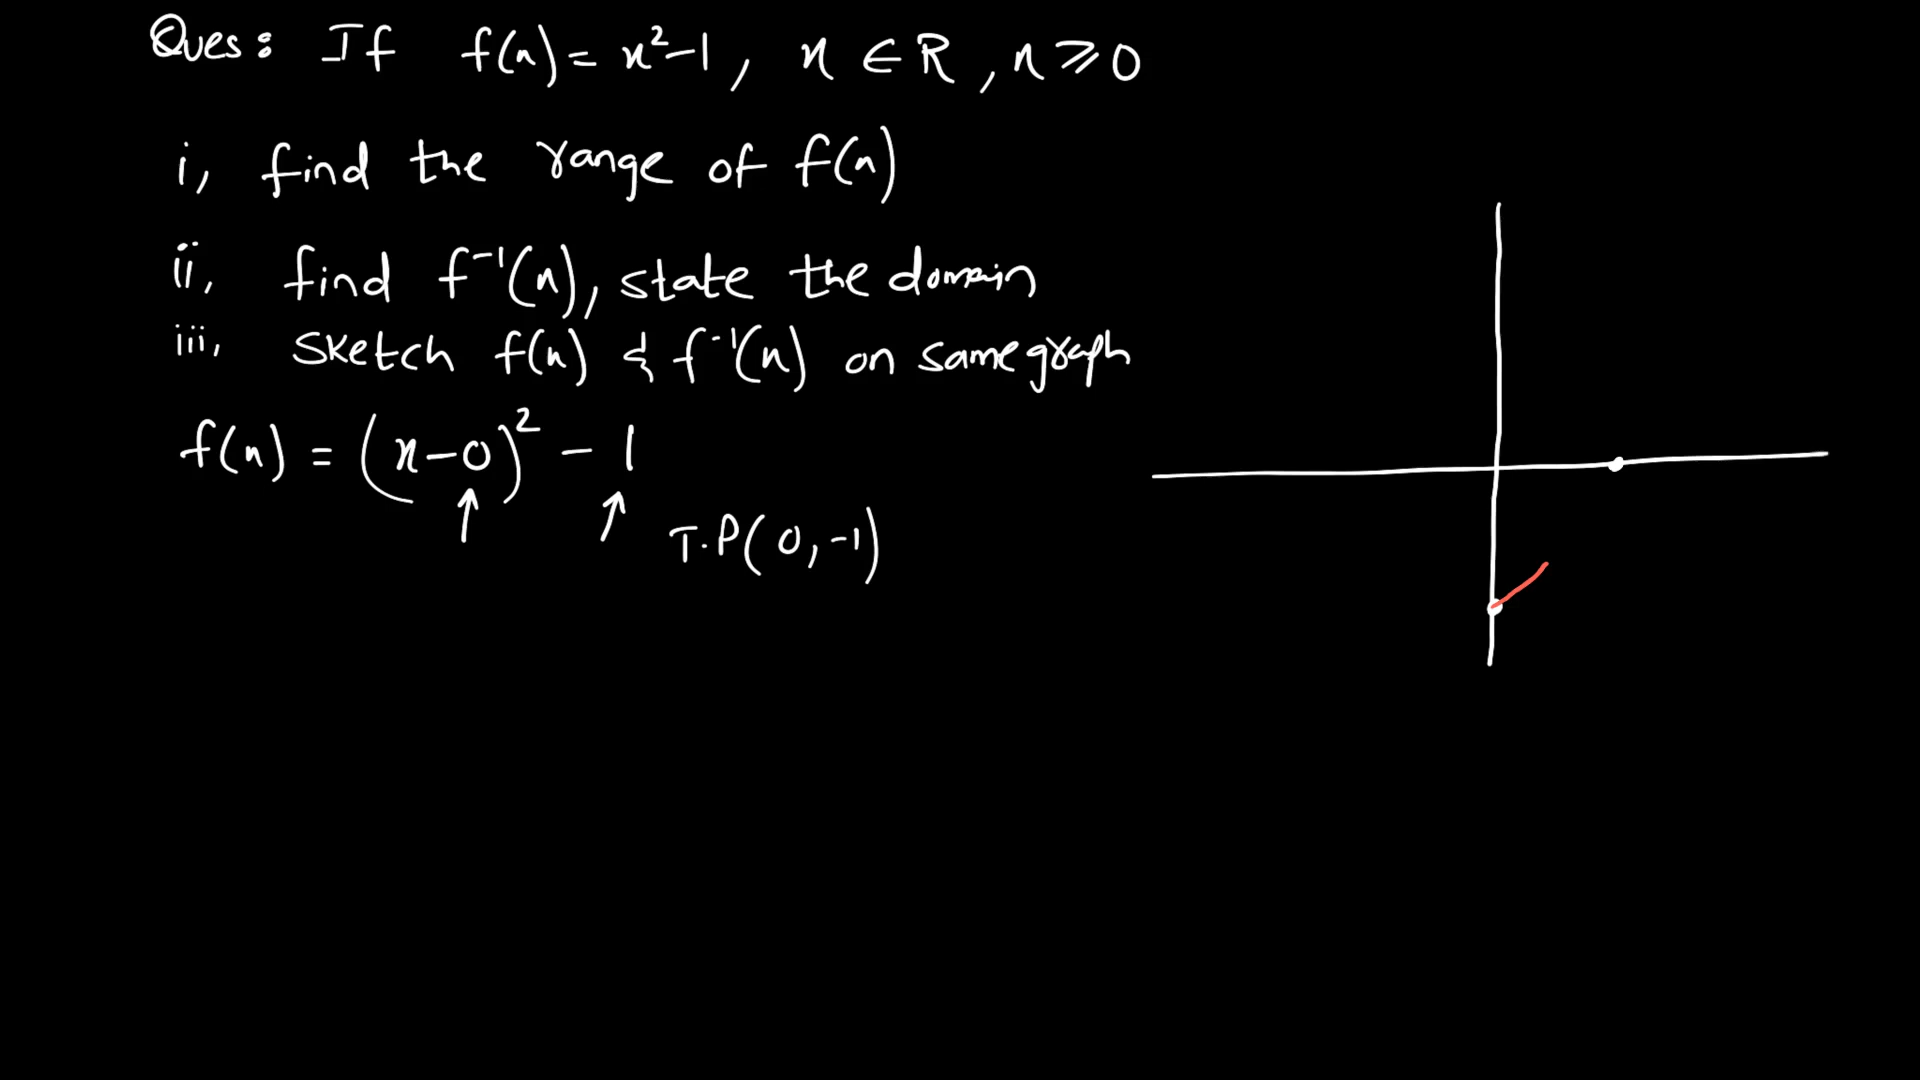 Ques: If f(x) = x²-1, x ∈ R, x ⩾ 0
i, find the range of f(x)
ii, find f⁻¹(x), state the domain
iii, sketch f(x) & f⁻¹(x) on same graph
f(x) = (x-0)² - 1
T.P(0,-1)